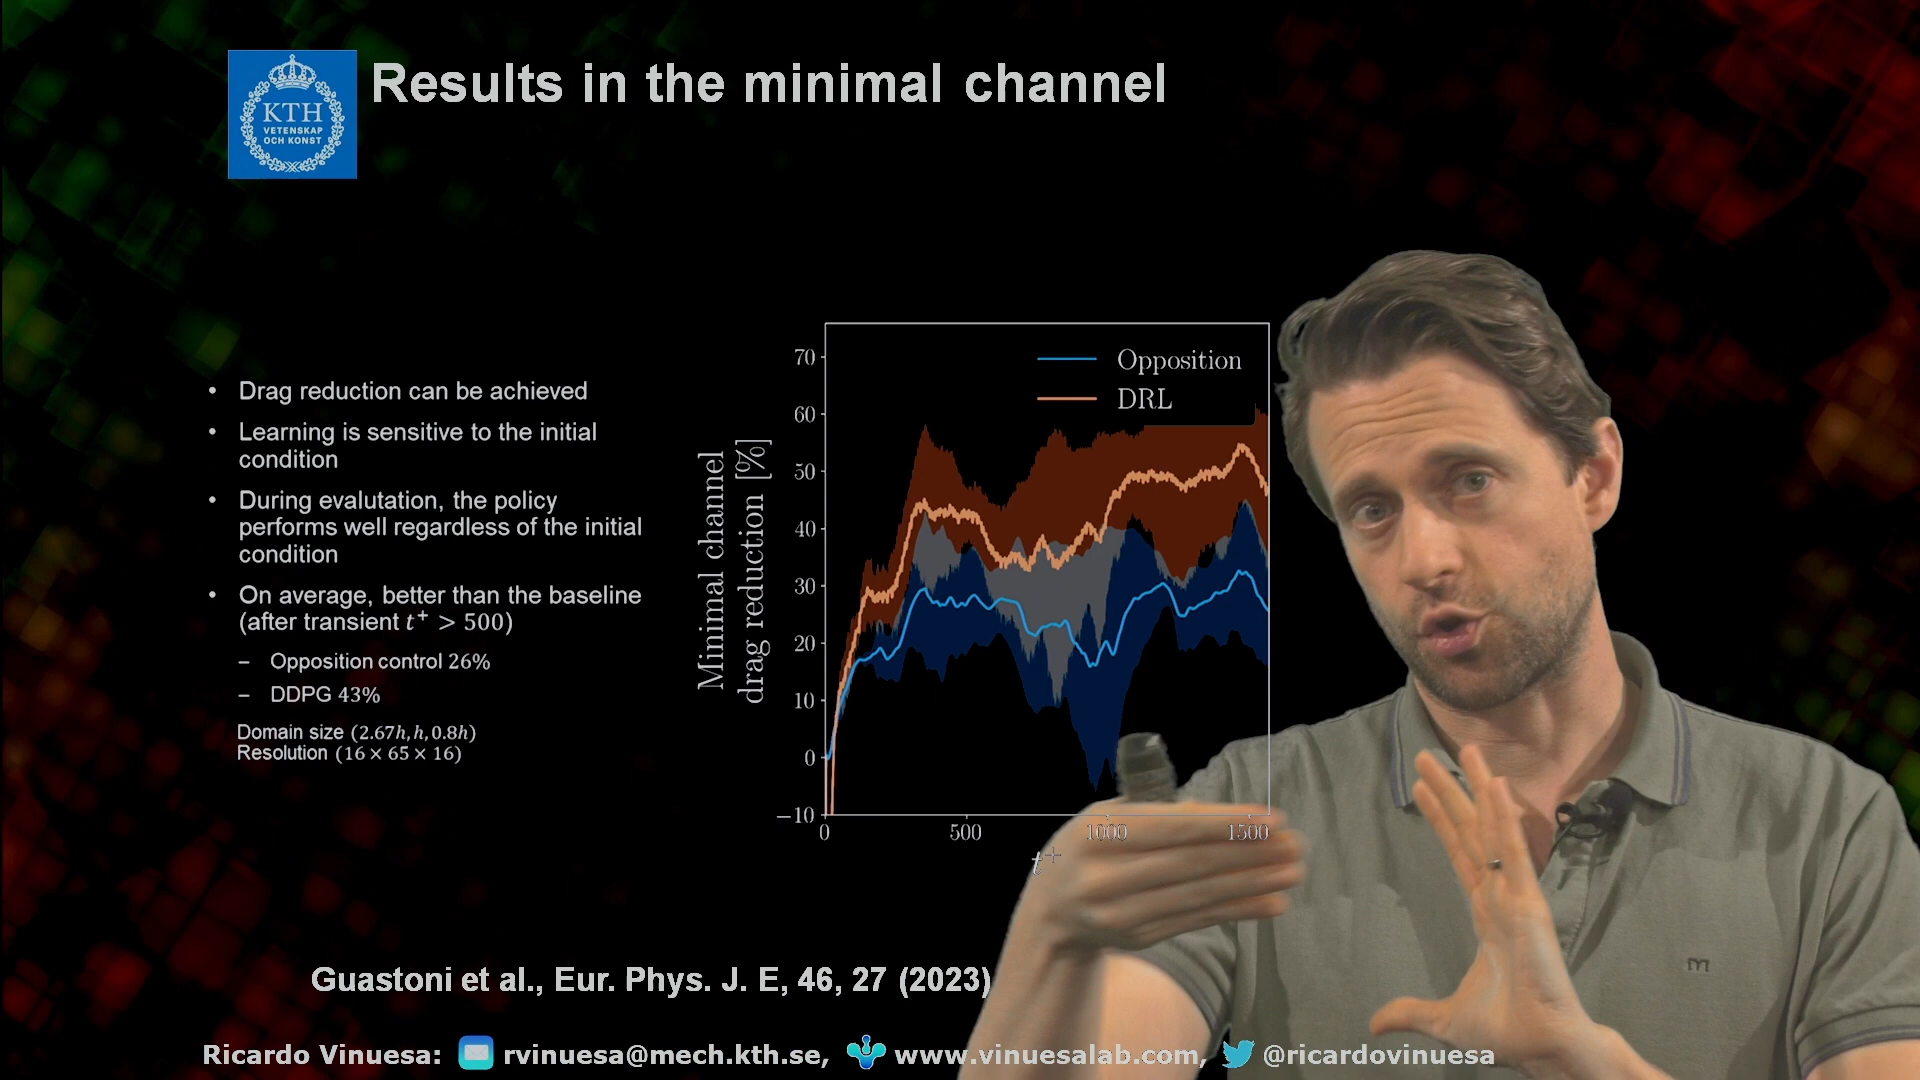 KTH
VETENSKAP
OCH KONST
Results in the minimal channel
• Drag reduction can be achieved
• Learning is sensitive to the initial
condition
• During evalutation, the policy
performs well regardless of the initial
condition
• On average, better than the baseline
(after transient t⁺ > 500)
– Opposition control 26%
– DDPG 43%
Domain size (2.67h, h, 0.8h)
Resolution (16 × 65 × 16)
Minimal channel
drag reduction [%]
70
60
50
40
30
20
10
0
−10
0 500 1000 1500
t⁺
Opposition
DRL
m
Guastoni et al., Eur. Phys. J. E, 46, 27 (2023)
Ricardo Vinuesa: rvinuesa@mech.kth.se, www.vinuesalab.com, @ricardovinuesa